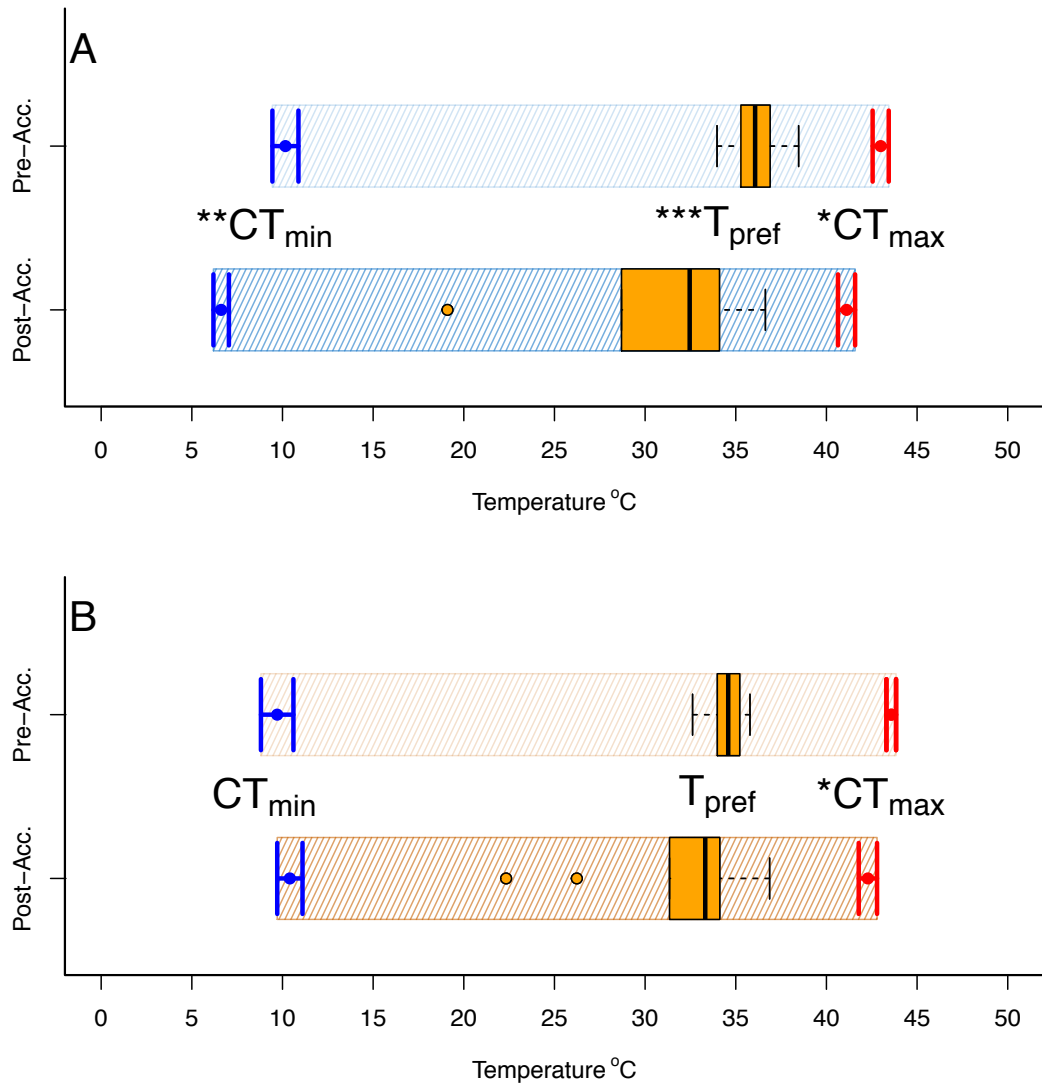 A
Pre−Acc.
**CTmin ***Tpref *CTmax
Post−Acc.
0 5 10 15 20 25 30 35 40 45 50
Temperature °C
B
Pre−Acc.
CTmin Tpref *CTmax
Post−Acc.
0 5 10 15 20 25 30 35 40 45 50
Temperature °C